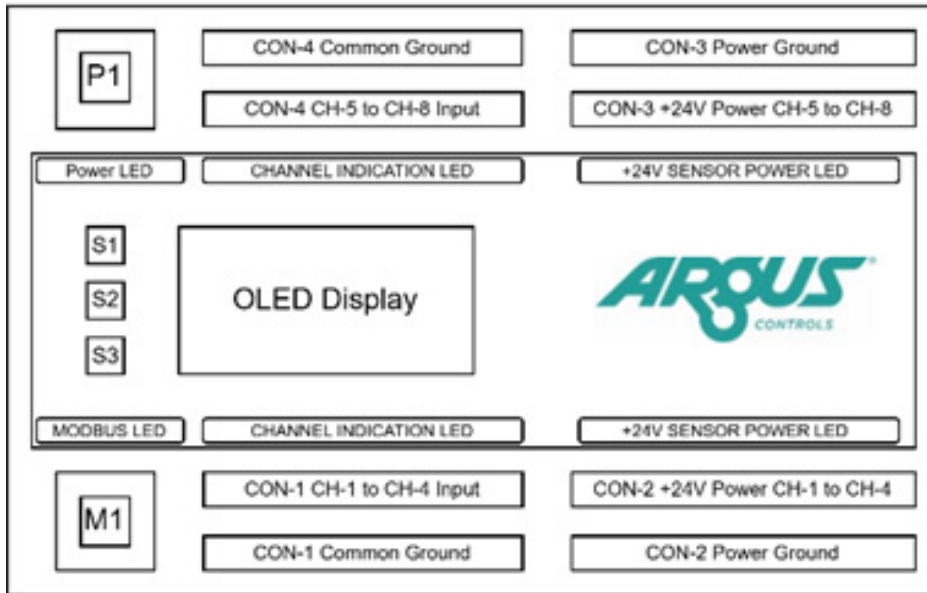 P1
CON-4 Common Ground
CON-3 Power Ground
CON-4 CH-5 to CH-8 Input
CON-3 +24V Power CH-5 to CH-8
Power LED
CHANNEL INDICATION LED
+24V SENSOR POWER LED
S1
S2
S3
OLED Display
ARGUS
CONTROLS
MODBUS LED
CHANNEL INDICATION LED
+24V SENSOR POWER LED
M1
CON-1 CH-1 to CH-4 Input
CON-2 +24V Power CH-1 to CH-4
CON-1 Common Ground
CON-2 Power Ground